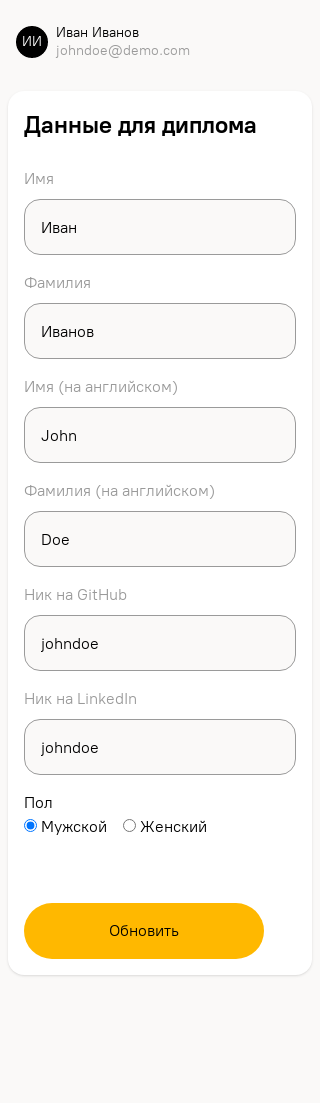 ИИ
Иван Иванов
johndoe@demo.com
Данные для диплома
Имя
Иван
Фамилия
Иванов
Имя (на английском)
John
Фамилия (на английском)
Doe
Ник на GitHub
johndoe
Ник на LinkedIn
johndoe
Пол
Мужской Женский
Обновить